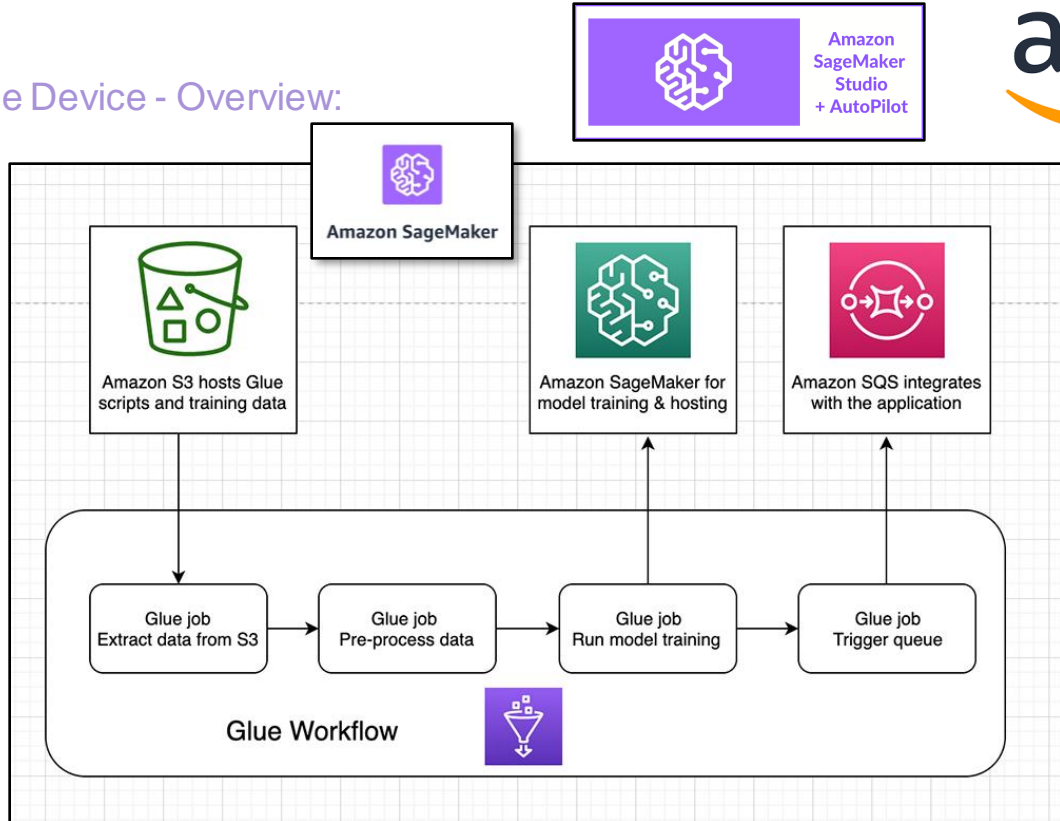 e Device - Overview:
Amazon
SageMaker
Studio
+ AutoPilot
a
Amazon SageMaker
Amazon S3 hosts Glue
scripts and training data
Amazon SageMaker for
model training & hosting
Amazon SQS integrates
with the application
Glue job
Extract data from S3
Glue job
Pre-process data
Glue job
Run model training
Glue job
Trigger queue
Glue Workflow